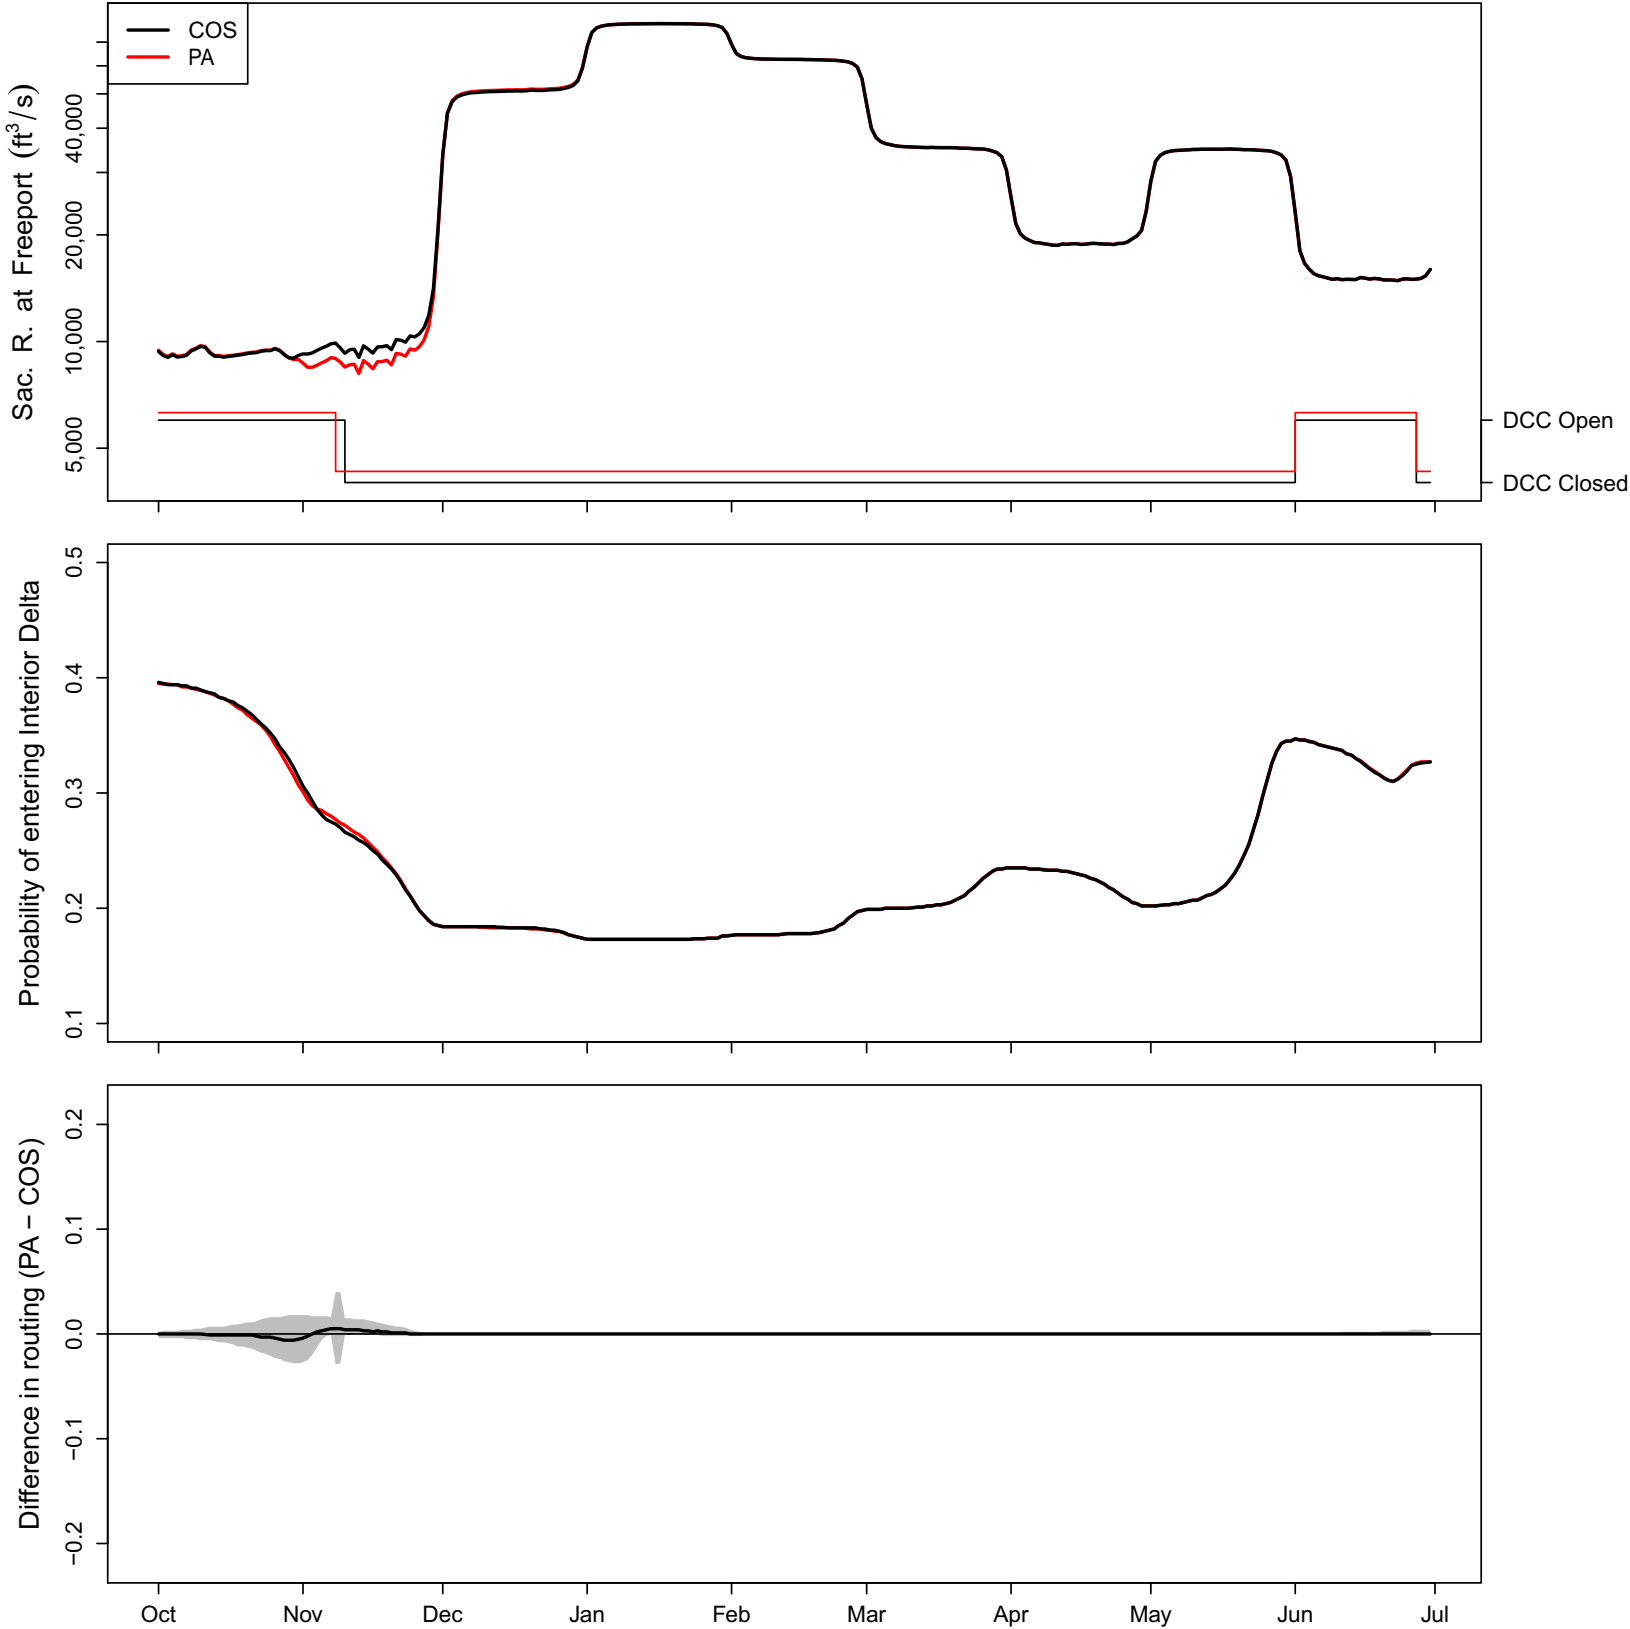 COS
PA
Sac. R. at Freeport (ft³/s)
40,000
20,000
10,000
5,000
DCC Open
DCC Closed
Probability of entering Interior Delta
0.5
0.4
0.3
0.2
0.1
Difference in routing (PA − COS)
0.2
0.1
0.0
−0.1
−0.2
Oct Nov Dec Jan Feb Mar Apr May Jun Jul